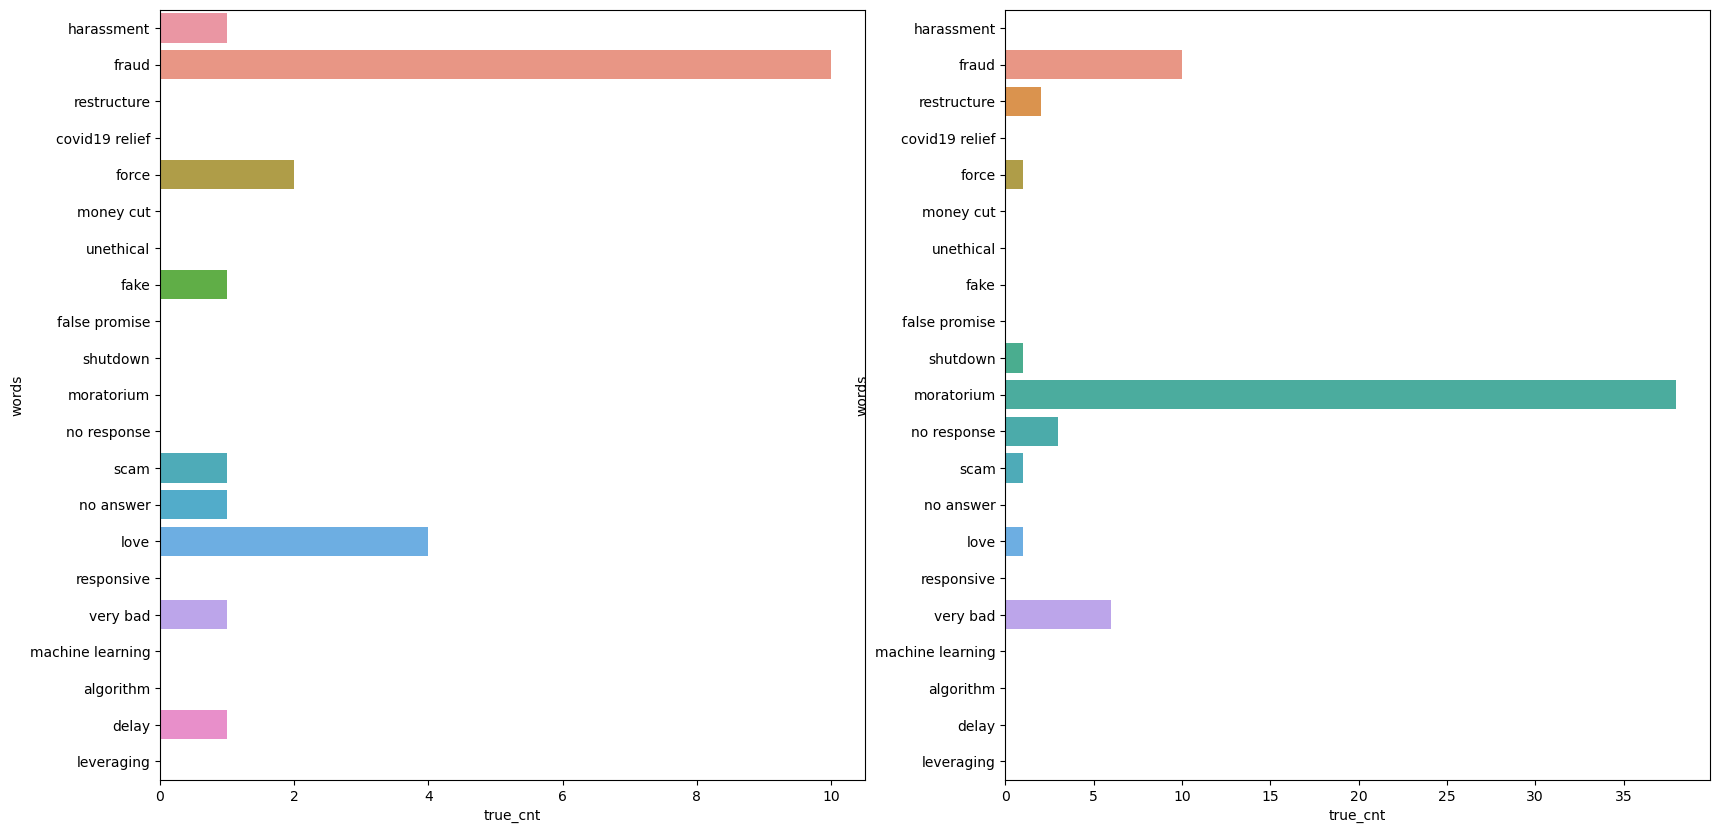 harassment
fraud
restructure
covid19 relief
force
money cut
unethical
fake
false promise
shutdown
moratorium
no response
scam
no answer
love
responsive
very bad
machine learning
algorithm
delay
leveraging
words
0 2 4 6 8 10
true_cnt
harassment
fraud
restructure
covid19 relief
force
money cut
unethical
fake
false promise
shutdown
moratorium
no response
scam
no answer
love
responsive
very bad
machine learning
algorithm
delay
leveraging
words
0 5 10 15 20 25 30 35
true_cnt